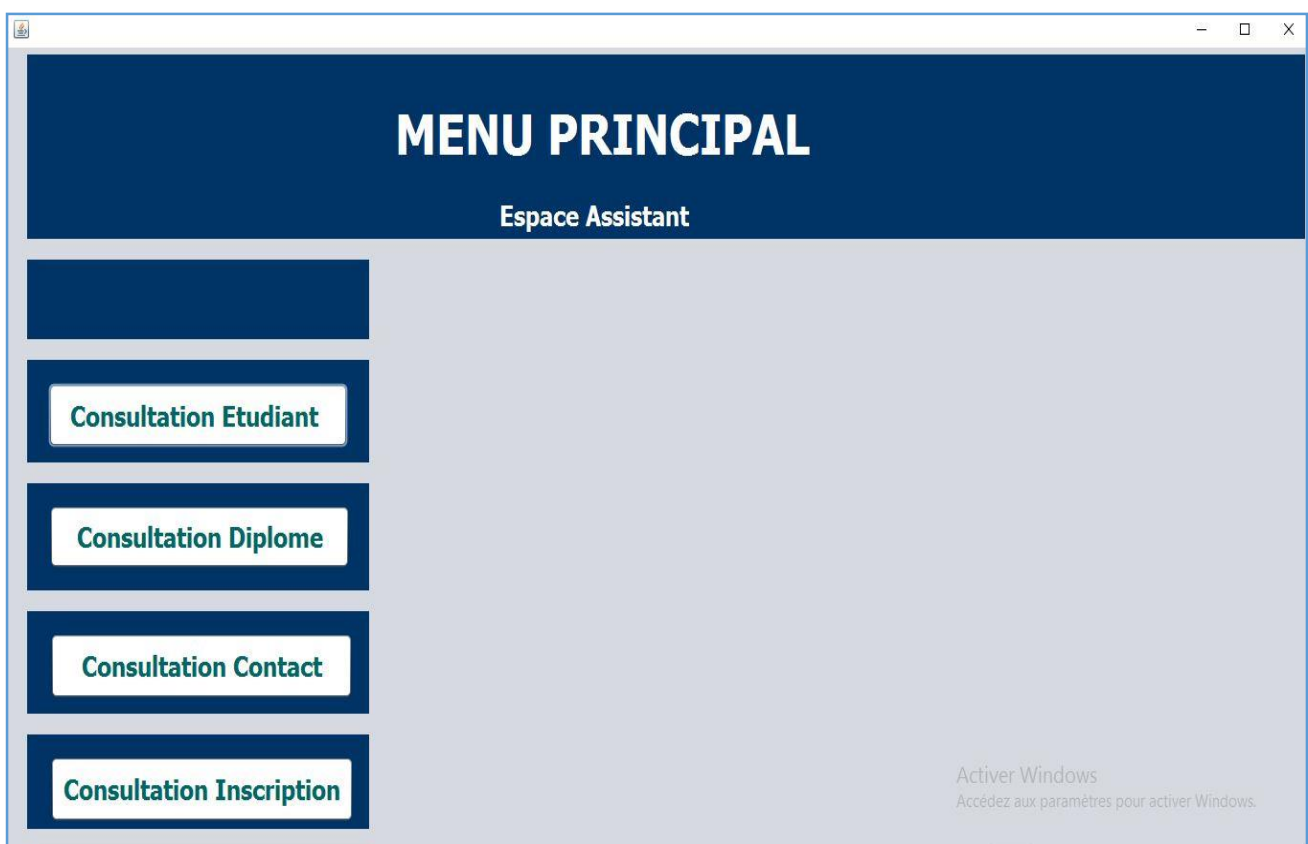 MENU PRINCIPAL
Espace Assistant
Consultation Etudiant
Consultation Diplome
Consultation Contact
Consultation Inscription
Activer Windows
Accédez aux paramètres pour activer Windows.